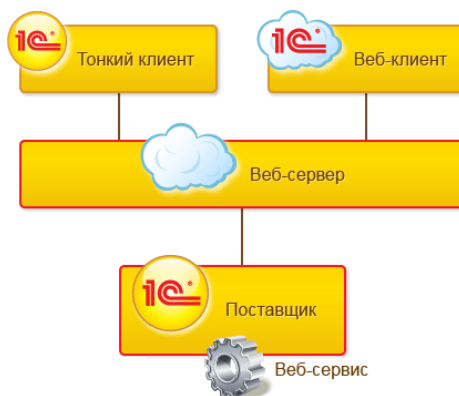 1С Тонкий клиент
1С Веб-клиент
Веб-сервер
1С Поставщик
Веб-сервис